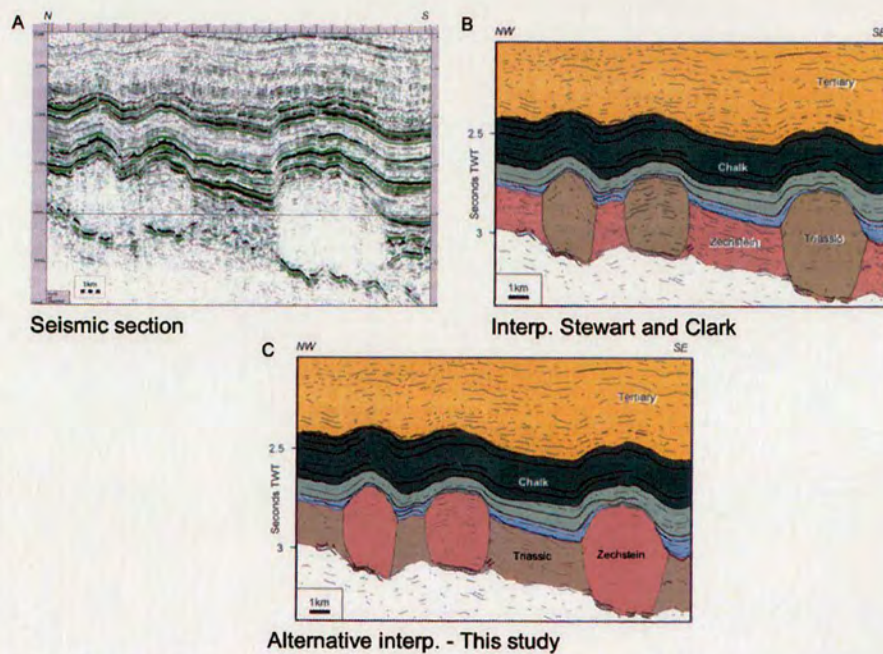 A
N
S
1km
Seismic section
B
NW
SE
Tertiary
2.5
Seconds TWT
Chalk
Zechstein
Triassic
3
1km
Interp. Stewart and Clark
C
NW
SE
Tertiary
2.5
Seconds TWT
Chalk
Triassic
Zechstein
3
1km
Alternative interp. - This study